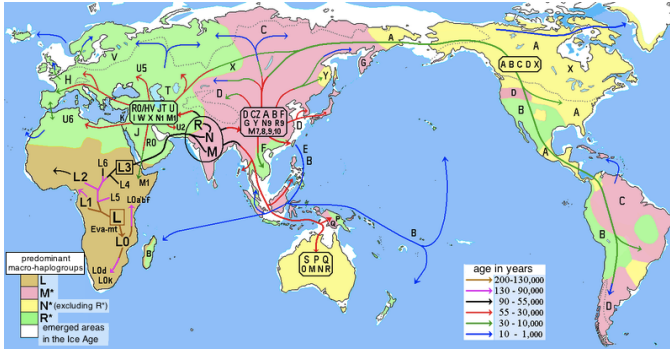 C
V
U5
H
X
A
T
D
G
Y
A B C D X
A
X
A
D
B
A
R0/HV JT U
I W X N1 M1
D CZ A B F
G Y N9 R9
M7,8,9,10
D
K
U6
J
U2
R0
R
N
M
F
E
B
L3
L6
L4
M1
L2
I
L5
L0abf
L1
L
Eva-mt
L0
L0d
L0k
B
B
Q
P
S P Q
O M N R
A
B
C
D
predominant
macro-haplogroups
L
M*
N* (excluding R*)
R*
emerged areas
in the Ice Age
age in years
200-130,000
130 - 90,000
90 - 55,000
55 - 30,000
30 - 10,000
10 - 1,000